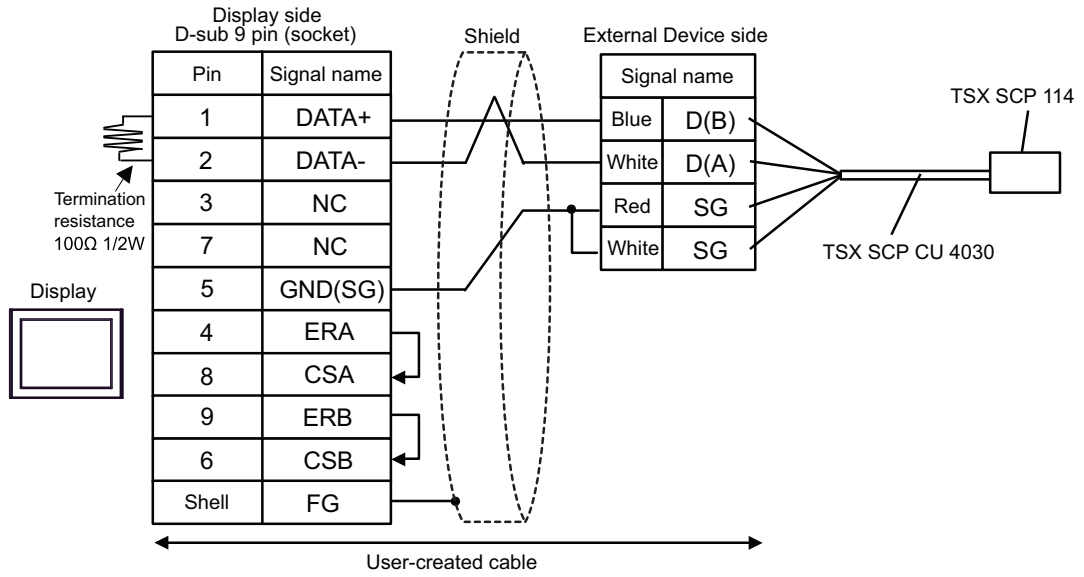 Display side
D-sub 9 pin (socket)
Shield
External Device side
Pin Signal name
Signal name
TSX SCP 114
1 DATA+
Blue D(B)
2 DATA-
White D(A)
Termination
resistance
100Ω 1/2W
3 NC
Red SG
7 NC
White SG
TSX SCP CU 4030
Display
5 GND(SG)
4 ERA
8 CSA
9 ERB
6 CSB
Shell FG
User-created cable